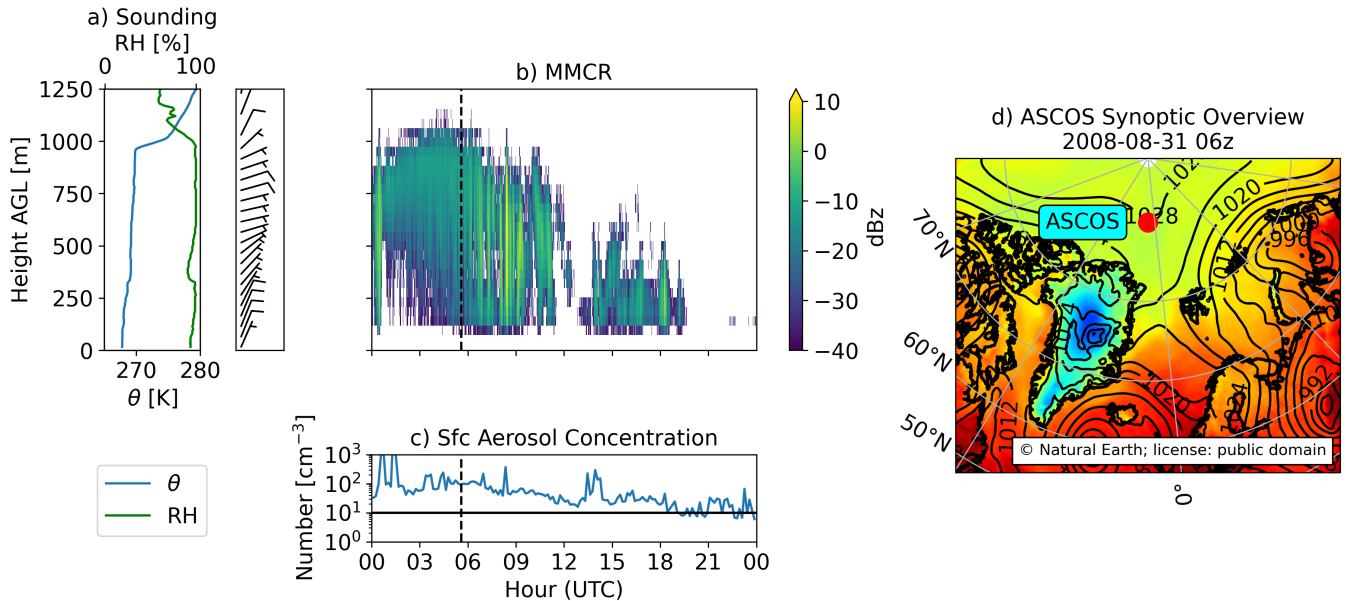 a) Sounding
RH [%]
0 100
1250
1000
750
500
250
0
Height AGL [m]
270 280
θ [K]
θ
RH
b) MMCR
10
0
−10
−20
−30
−40
dBz
c) Sfc Aerosol Concentration
10³
10²
10¹
10⁰
Number [cm⁻³]
00 03 06 09 12 15 18 21 00
Hour (UTC)
d) ASCOS Synoptic Overview
2008-08-31 06z
70°N
60°N
50°N
0°
ASCOS
1028
1020
1012
996
992
1020
1012
© Natural Earth; license: public domain